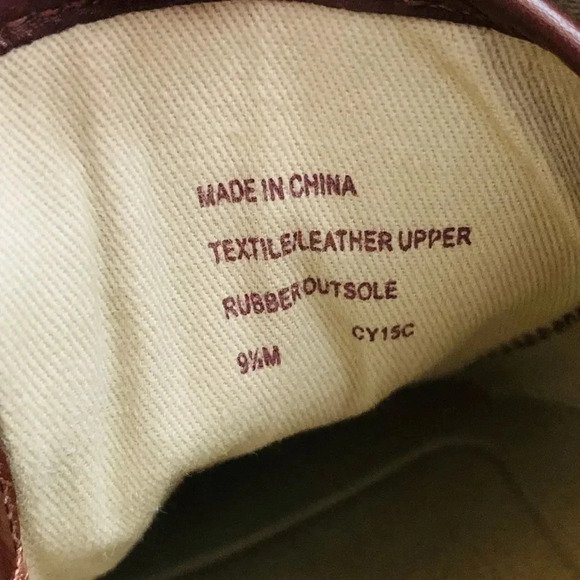 MADE IN CHINA
TEXTILE/LEATHER UPPER
RUBBER OUTSOLE
9½M CY15C